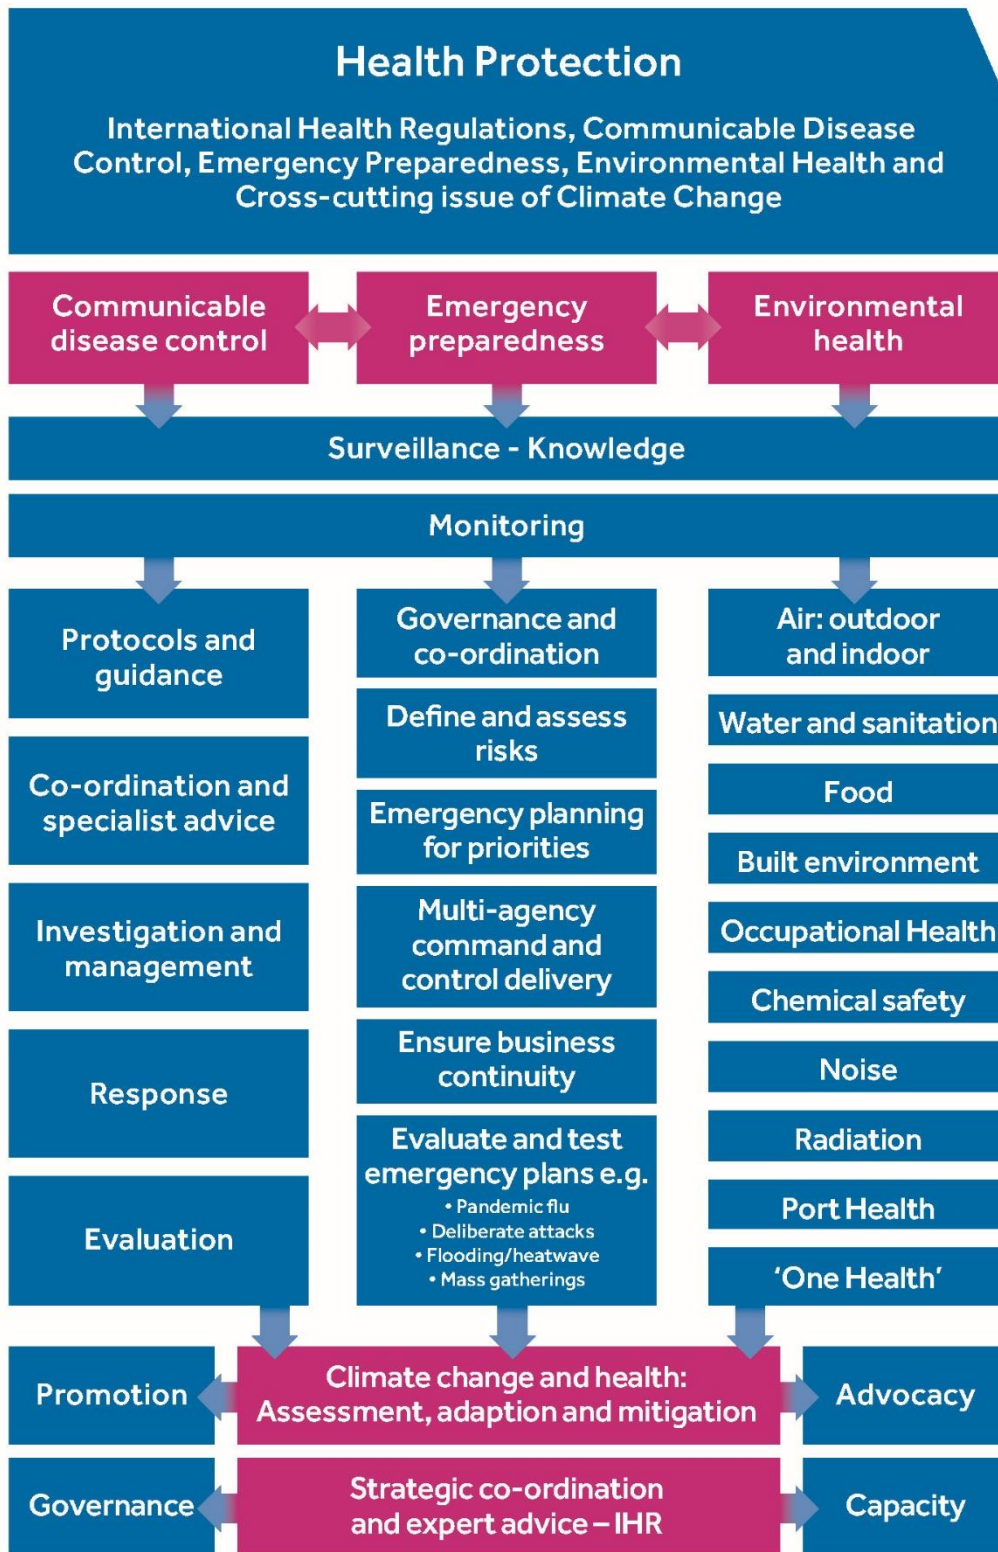 Health Protection
International Health Regulations, Communicable Disease
Control, Emergency Preparedness, Environmental Health and
Cross-cutting issue of Climate Change
Communicable
disease control
Emergency
preparedness
Environmental
health
Surveillance - Knowledge
Monitoring
Protocols and
guidance
Co-ordination and
specialist advice
Investigation and
management
Response
Evaluation
Governance and
co-ordination
Define and assess
risks
Emergency planning
for priorities
Multi-agency
command and
control delivery
Ensure business
continuity
Evaluate and test
emergency plans e.g.
• Pandemic flu
• Deliberate attacks
• Flooding/heatwave
• Mass gatherings
Air: outdoor
and indoor
Water and sanitation
Food
Built environment
Occupational Health
Chemical safety
Noise
Radiation
Port Health
‘One Health’
Promotion
Climate change and health:
Assessment, adaption and mitigation
Advocacy
Governance
Strategic co-ordination
and expert advice – IHR
Capacity